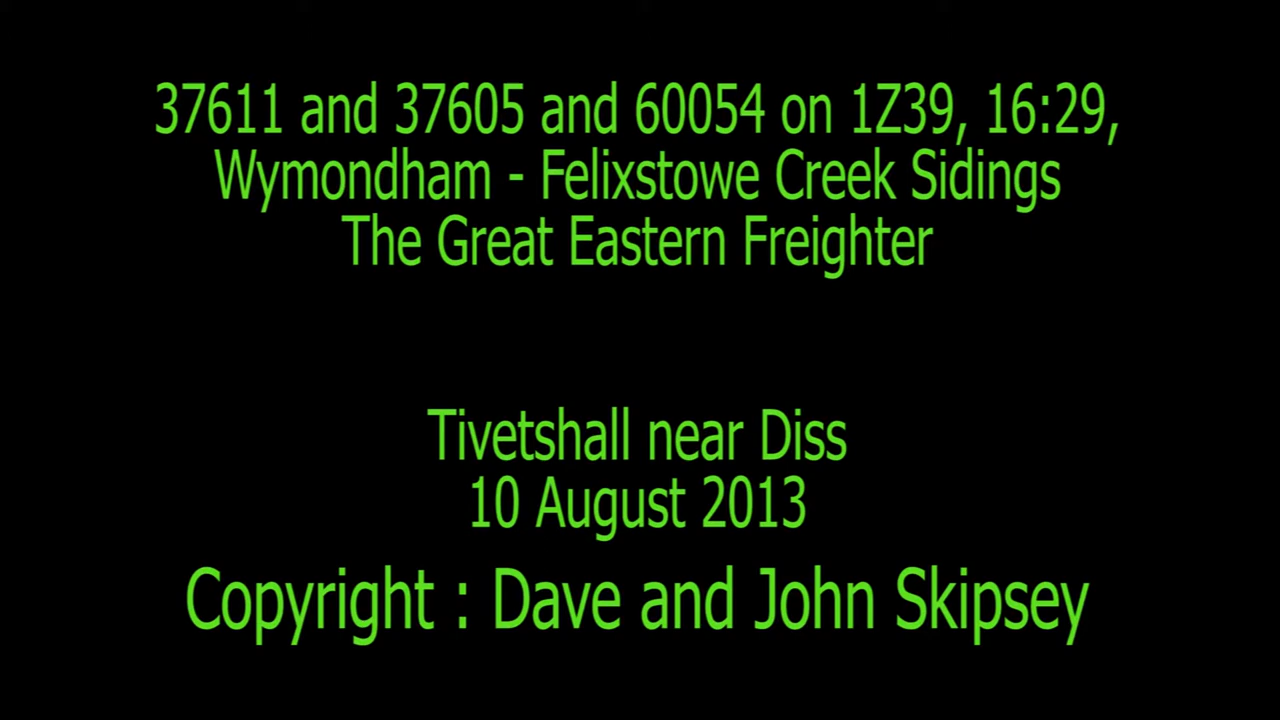 37611 and 37605 and 60054 on 1Z39, 16:29,
Wymondham - Felixstowe Creek Sidings
The Great Eastern Freighter
Tivetshall near Diss
10 August 2013
Copyright : Dave and John Skipsey